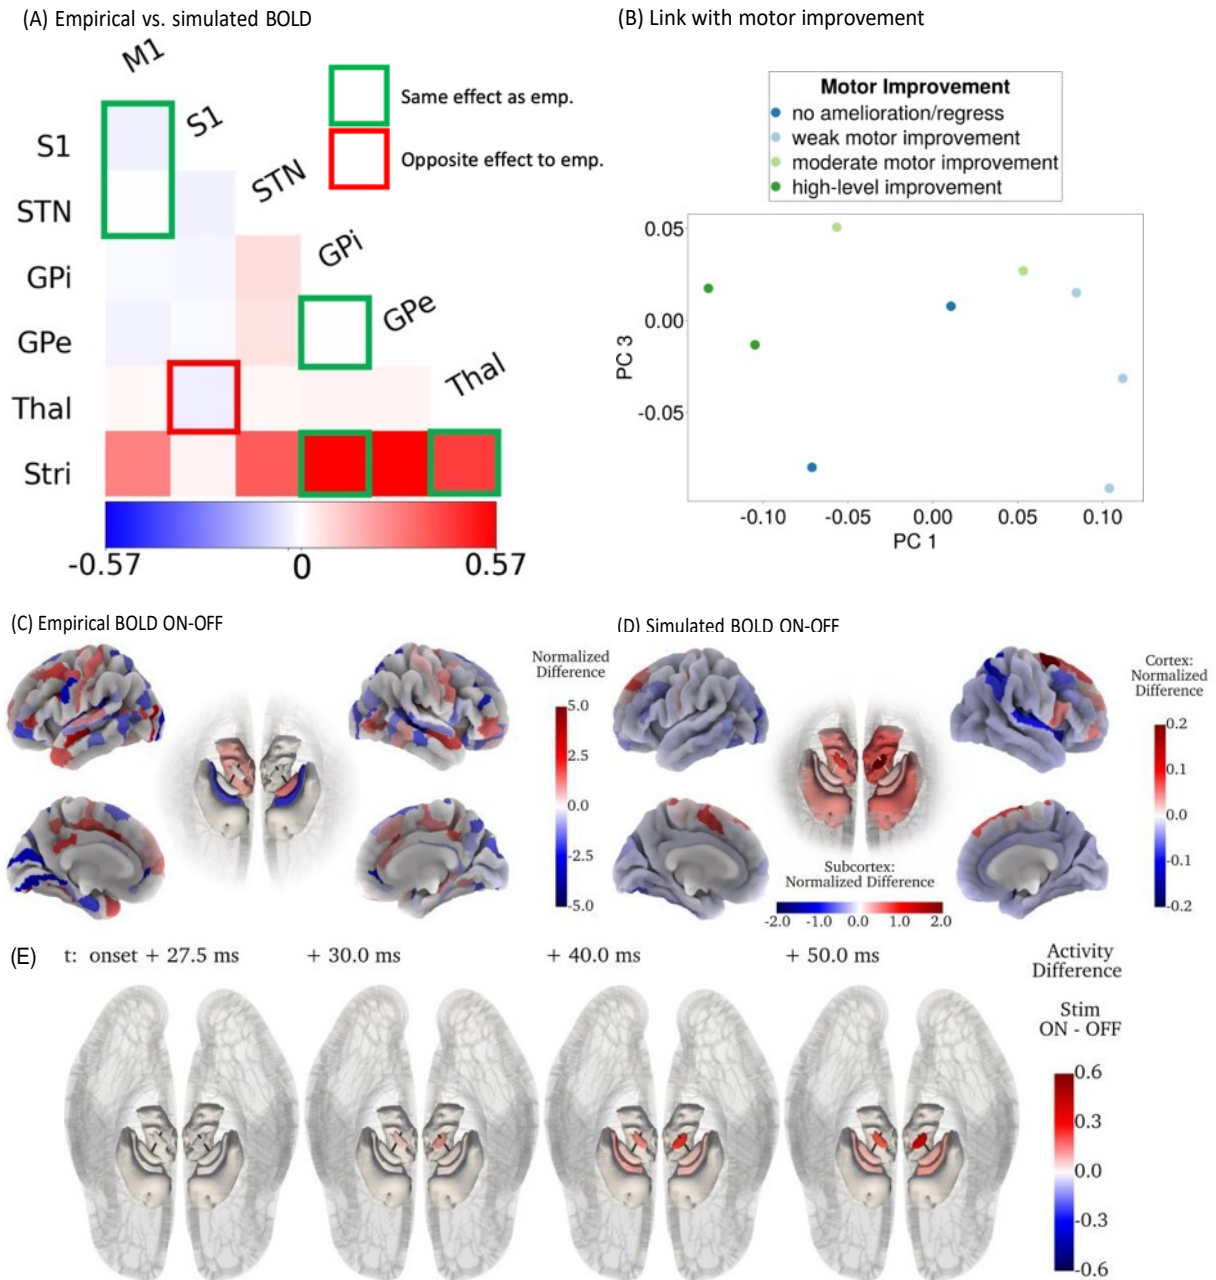 (A) Empirical vs. simulated BOLD
M1
S1
STN
GPi
GPe
Thal
S1
STN
GPi
GPe
Thal
Stri
Same effect as emp.
Opposite effect to emp.
-0.57
0
0.57
(B) Link with motor improvement
Motor Improvement
no amelioration/regress
weak motor improvement
moderate motor improvement
high-level improvement
0.05
0.00
-0.05
PC 3
-0.10
-0.05
0.00
0.05
0.10
PC 1
(C) Empirical BOLD ON-OFF
Normalized
Difference
5.0
2.5
0.0
-2.5
-5.0
(D) Simulated BOLD ON-OFF
Cortex:
Normalized
Difference
0.2
0.1
0.0
-0.1
-0.2
Subcortex:
Normalized Difference
-2.0
-1.0
0.0
1.0
2.0
(E)
t: onset + 27.5 ms
+ 30.0 ms
+ 40.0 ms
+ 50.0 ms
Activity
Difference
Stim
ON - OFF
0.6
0.3
0.0
-0.3
-0.6